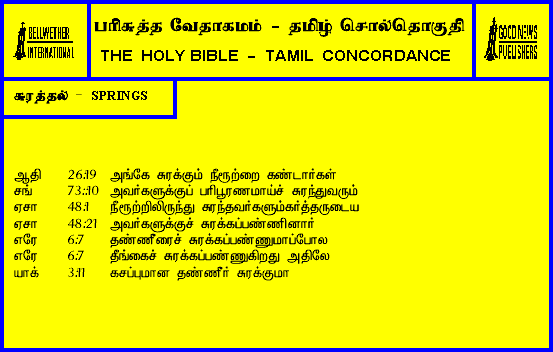 BELLWETHER
INTERNATIONAL
பரிசுத்த வேதாகமம் - தமிழ் சொல்தொகுதி
THE HOLY BIBLE - TAMIL CONCORDANCE
GOOD NEWS
PUBLISHERS
சுரத்தல் - SPRINGS
ஆதி 26:19 அங்கே சுரக்கும் நீரூற்றை கண்டார்கள்
சங் 73::10 அவர்களுக்குப் பரிபூரணமாய்ச் சுரந்துவரும்
ஏசா 48:1 நீரூற்றிலிருந்து சுரந்தவர்களும்கர்த்தருடைய
ஏசா 48:21 அவர்களுக்குச் சுரக்கப்பண்ணினார்
எரே 6:7 தண்ணீரைச் சுரக்கப்பண்ணுமாப்போல
எரே 6:7 தீங்கைச் சுரக்கப்பண்ணுகிறது அதிலே
யாக் 3:11 கசப்புமான தண்ணீர் சுரக்குமா